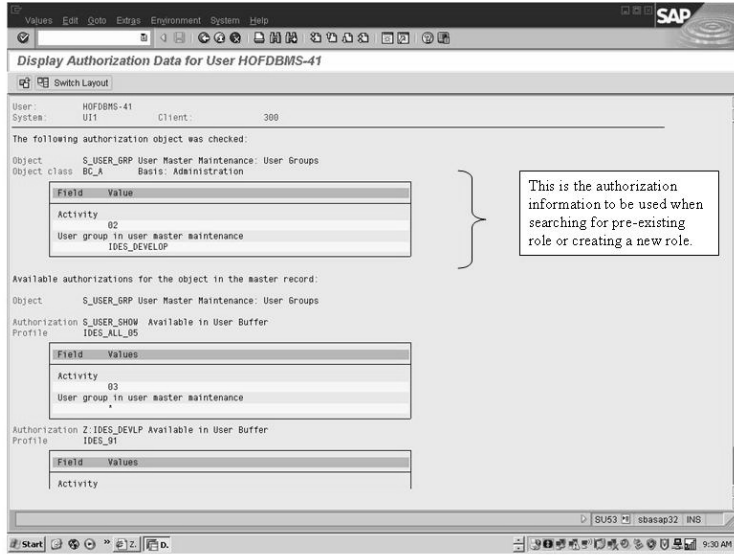 Values Edit Goto Extras Environment System Help
SAP
Display Authorization Data for User HOFDBMS-41
Switch Layout
User: HOFDBMS-41
System: UI1 Client: 300
The following authorization object was checked:
Object S_USER_GRP User Master Maintenance: User Groups
Object class BC_A Basis: Administration
Field Value
Activity
02
User group in user master maintenance
IDES_DEVELOP
This is the authorization
information to be used when
searching for pre-existing
role or creating a new role.
Available authorizations for the object in the master record:
Object S_USER_GRP User Master Maintenance: User Groups
Authorization S_USER_SHOW Available in User Buffer
Profile IDES_ALL_05
Field Values
Activity
03
User group in user master maintenance
*
Authorization Z:IDES_DEVLP Available in User Buffer
Profile IDES_91
Field Values
Activity
SU53 sbasap32 INS
Start Z. D. 9:30 AM